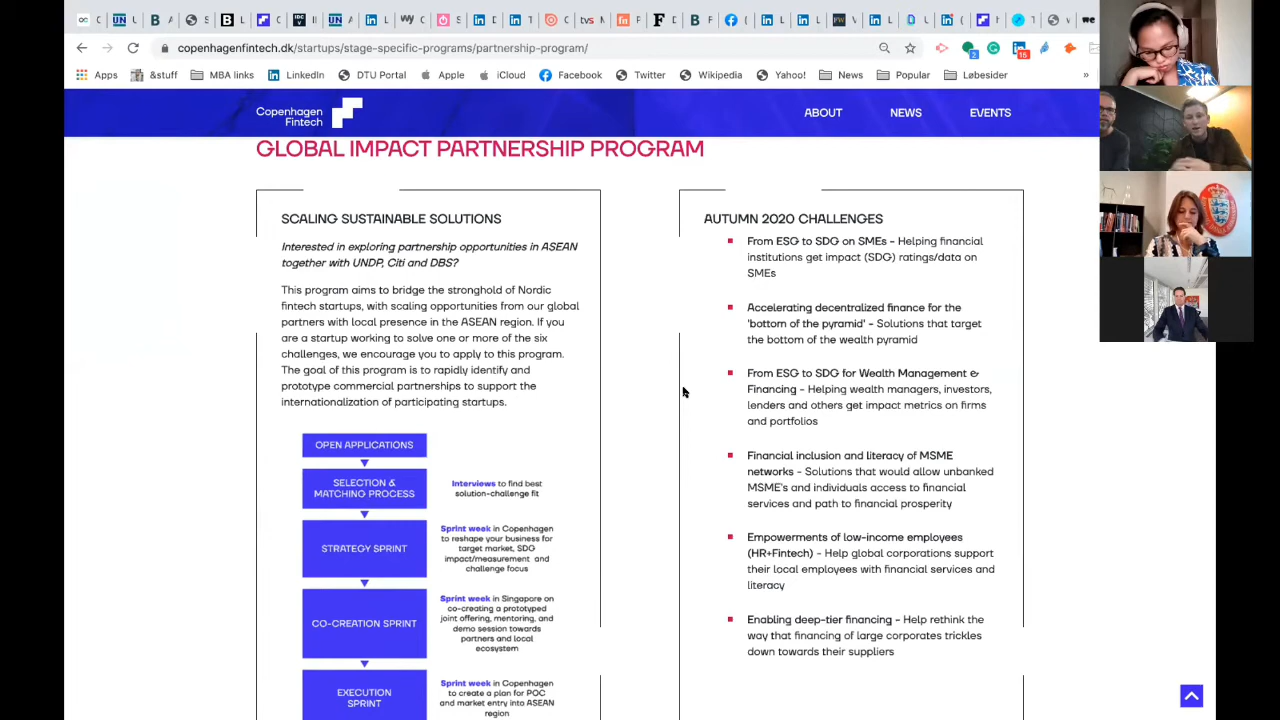 copenhagenfintech.dk/startups/stage-specific-programs/partnership-program/
2
15
Apps
&stuff
MBA links
LinkedIn
DTU Portal
Apple
iCloud
Facebook
Twitter
Wikipedia
Yahoo!
News
Popular
Løbesider
»
Copenhagen
Fintech
ABOUT
NEWS
EVENTS
GLOBAL IMPACT PARTNERSHIP PROGRAM
SCALING SUSTAINABLE SOLUTIONS
Interested in exploring partnership opportunities in ASEAN
together with UNDP, Citi and DBS?
This program aims to bridge the stronghold of Nordic
fintech startups, with scaling opportunities from our global
partners with local presence in the ASEAN region. If you
are a startup working to solve one or more of the six
challenges, we encourage you to apply to this program.
The goal of this program is to rapidly identify and
prototype commercial partnerships to support the
internationalization of participating startups.
OPEN APPLICATIONS
SELECTION &
MATCHING PROCESS
Interviews to find best
solution-challenge fit
STRATEGY SPRINT
Sprint week in Copenhagen
to reshape your business for
target market, SDG
impact/measurement and
challenge focus
CO-CREATION SPRINT
Sprint week in Singapore on
co-creating a prototyped
joint offering, mentoring, and
demo session towards
partners and local
ecosystem
EXECUTION
SPRINT
Sprint week in Copenhagen
to create a plan for POC
and market entry into ASEAN
region
AUTUMN 2020 CHALLENGES
From ESG to SDG on SMEs - Helping financial
institutions get impact (SDG) ratings/data on
SMEs
Accelerating decentralized finance for the
'bottom of the pyramid' - Solutions that target
the bottom of the wealth pyramid
From ESG to SDG for Wealth Management &
Financing - Helping wealth managers, investors,
lenders and others get impact metrics on firms
and portfolios
Financial inclusion and literacy of MSME
networks - Solutions that would allow unbanked
MSME's and individuals access to financial
services and path to financial prosperity
Empowerments of low-income employees
(HR+Fintech) - Help global corporations support
their local employees with financial services and
literacy
Enabling deep-tier financing - Help rethink the
way that financing of large corporates trickles
down towards their suppliers